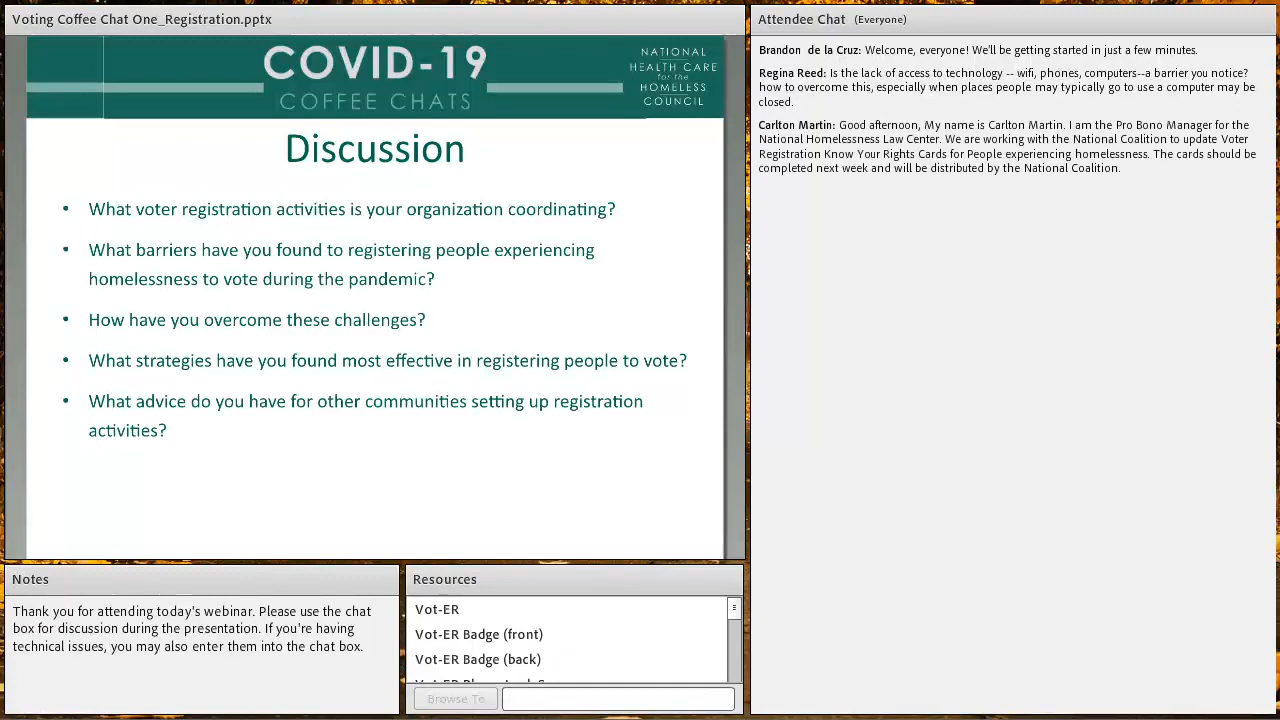 Voting Coffee Chat One_Registration.pptx
COVID-19
COFFEE CHATS
NATIONAL
HEALTH CARE
for the
HOMELESS
COUNCIL
Discussion
• What voter registration activities is your organization coordinating?
• What barriers have you found to registering people experiencing
homelessness to vote during the pandemic?
• How have you overcome these challenges?
• What strategies have you found most effective in registering people to vote?
• What advice do you have for other communities setting up registration
activities?
Notes
Thank you for attending today's webinar. Please use the chat
box for discussion during the presentation. If you're having
technical issues, you may also enter them into the chat box.
Resources
Vot-ER
Vot-ER Badge (front)
Vot-ER Badge (back)
Browse To
Attendee Chat (Everyone)
Brandon de la Cruz: Welcome, everyone! We'll be getting started in just a few minutes.
Regina Reed: Is the lack of access to technology -- wifi, phones, computers--a barrier you notice?
how to overcome this, especially when places people may typically go to use a computer may be
closed.
Carlton Martin: Good afternoon, My name is Carlton Martin. I am the Pro Bono Manager for the
National Homelessness Law Center. We are working with the National Coalition to update Voter
Registration Know Your Rights Cards for People experiencing homelessness. The cards should be
completed next week and will be distributed by the National Coalition.